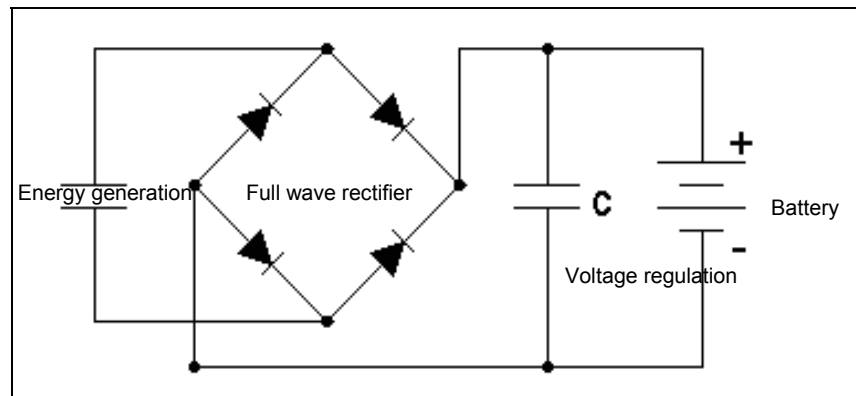 +
Energy generation
Full wave rectifier
C
Battery
-
Voltage regulation